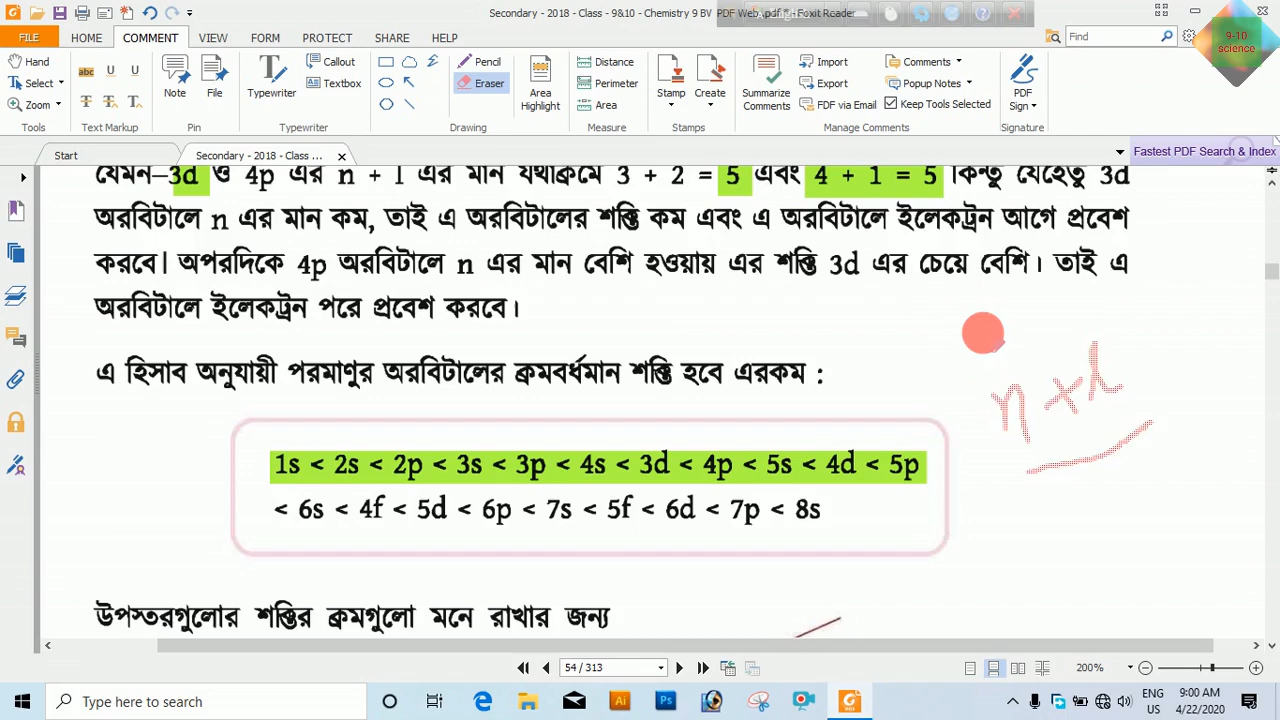 Secondary - 2018 - Class - 9&10 - Chemistry 9 BV PDF Web.pdf * - Foxit Reader
FILE HOME COMMENT VIEW FORM PROTECT SHARE HELP
Find
9-10
science
Hand
Select
Zoom
Tools
abc U U
T T T
Text Markup
Note
File
Pin
Typewriter
Callout
Textbox
Typewriter
Pencil
Eraser
Drawing
Area
Highlight
Distance
Perimeter
Area
Measure
Stamp
Create
Stamps
Summarize
Comments
Import
Export
FDF via Email
Comments
Popup Notes
Keep Tools Selected
Manage Comments
PDF
Sign
Signature
Start
Secondary - 2018 - Class ...
Fastest PDF Search & Index
যেমন–3d ও 4p এর n + l এর মান যথাক্রমে 3 + 2 = 5 এবং 4 + 1 = 5 কিন্তু যেহেতু 3d
অরবিটালে n এর মান কম, তাই এ অরবিটালের শক্তি কম এবং এ অরবিটালে ইলেকট্রন আগে প্রবেশ
করবে। অপরদিকে 4p অরবিটালে n এর মান বেশি হওয়ায় এর শক্তি 3d এর চেয়ে বেশি। তাই এ
অরবিটালে ইলেকট্রন পরে প্রবেশ করবে।
এ হিসাব অনুযায়ী পরমাণুর অরবিটালের ক্রমবর্ধমান শক্তি হবে এরকম :
n + l
1s < 2s < 2p < 3s < 3p < 4s < 3d < 4p < 5s < 4d < 5p
< 6s < 4f < 5d < 6p < 7s < 5f < 6d < 7p < 8s
উপস্তরগুলোর শক্তির ক্রমগুলো মনে রাখার জন্য
54 / 313
200%
Type here to search
ENG
US
9:00 AM
4/22/2020